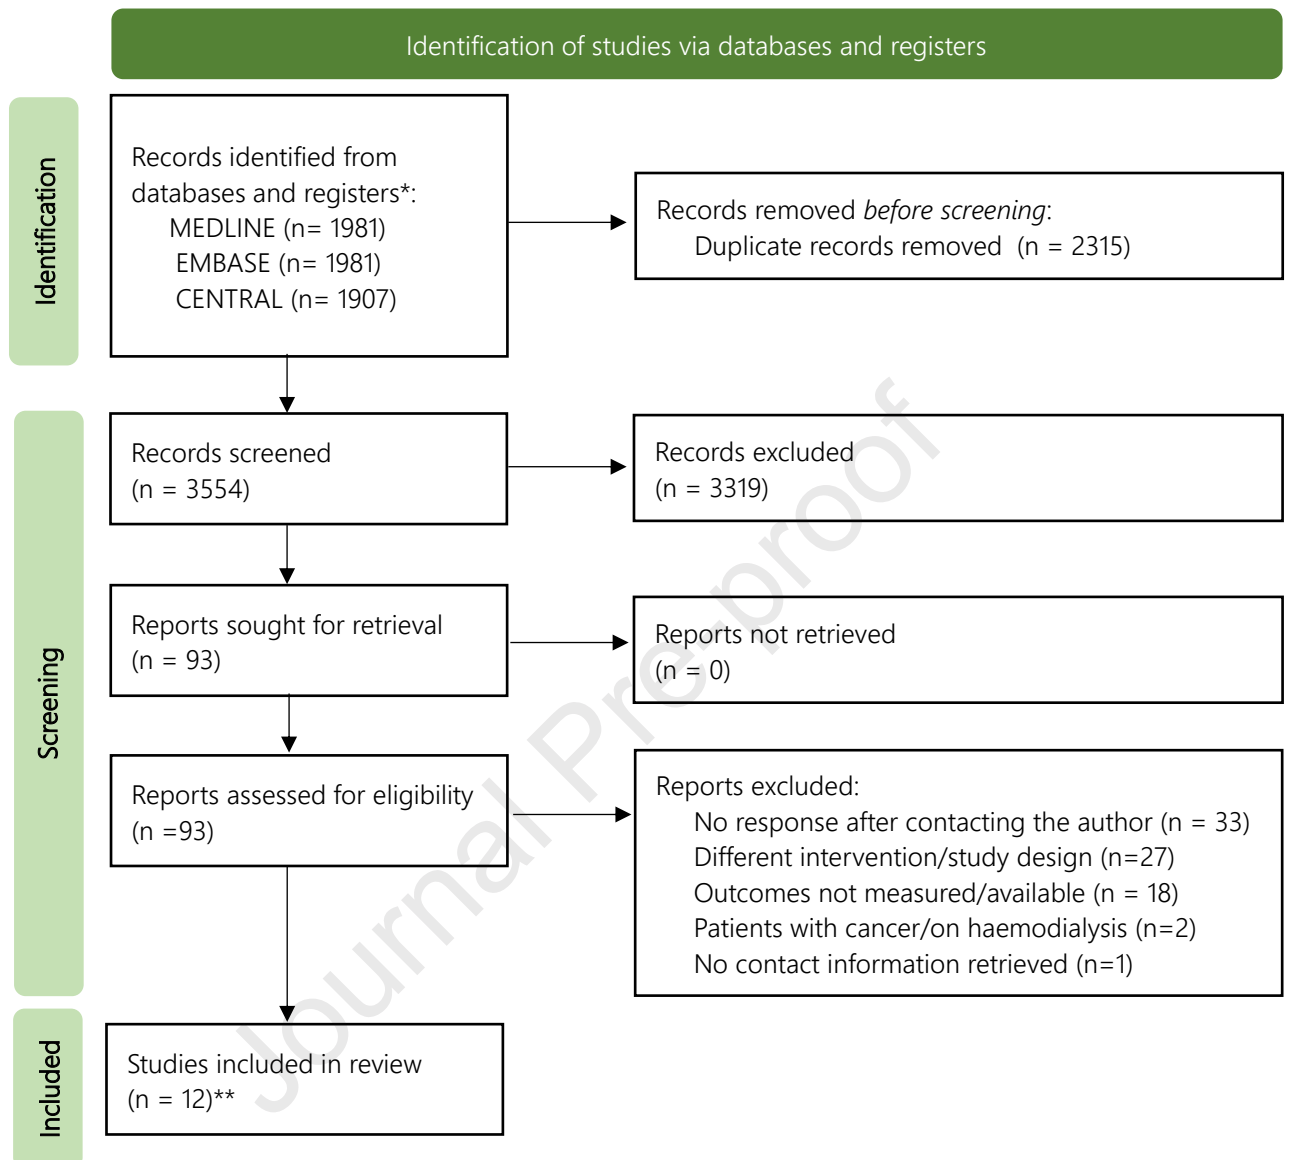 Identification of studies via databases and registers
Identification
Records identified from
databases and registers*:
MEDLINE (n= 1981)
EMBASE (n= 1981)
CENTRAL (n= 1907)
Records removed before screening:
Duplicate records removed (n = 2315)
Screening
Records screened
(n = 3554)
Records excluded
(n = 3319)
Reports sought for retrieval
(n = 93)
Reports not retrieved
(n = 0)
Reports assessed for eligibility
(n =93)
Reports excluded:
No response after contacting the author (n = 33)
Different intervention/study design (n=27)
Outcomes not measured/available (n = 18)
Patients with cancer/on haemodialysis (n=2)
No contact information retrieved (n=1)
Included
Studies included in review
(n = 12)**
Journal Pre-proof